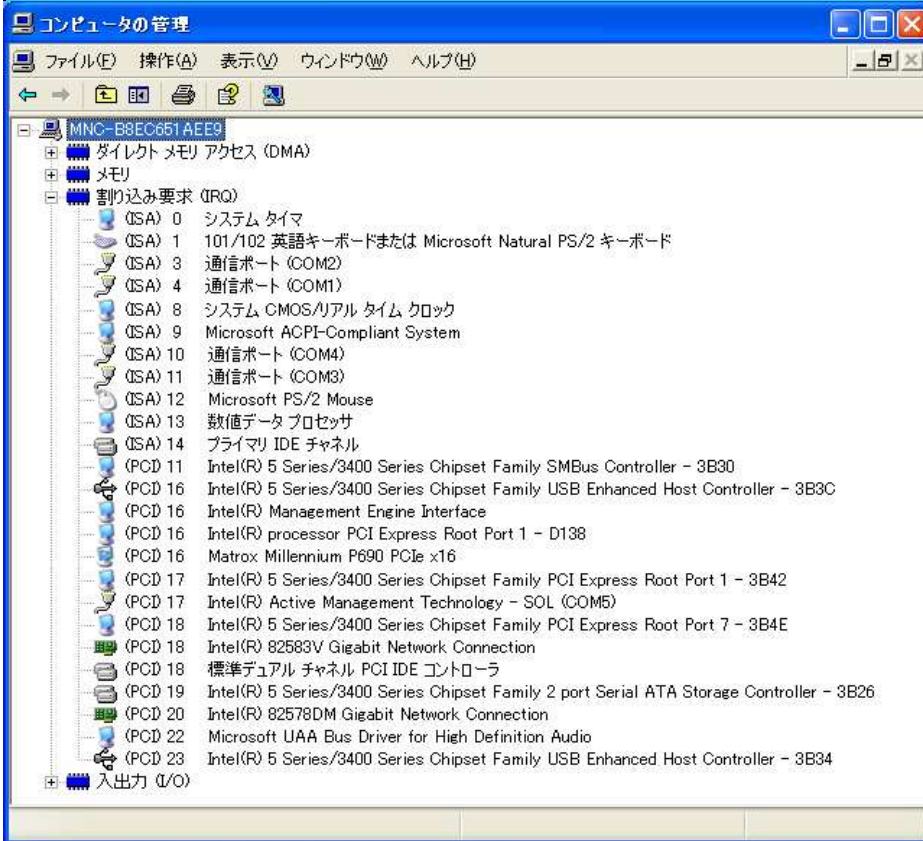 コンピュータの管理
ファイル(F) 操作(A) 表示(V) ウィンドウ(W) ヘルプ(H)
MNC-B8EC651AEE9
ダイレクト メモリ アクセス (DMA)
メモリ
割り込み要求 (IRQ)
(ISA) 0 システム タイマ
(ISA) 1 101/102 英語キーボードまたは Microsoft Natural PS/2 キーボード
(ISA) 3 通信ポート (COM2)
(ISA) 4 通信ポート (COM1)
(ISA) 8 システム CMOS/リアル タイム クロック
(ISA) 9 Microsoft ACPI-Compliant System
(ISA) 10 通信ポート (COM4)
(ISA) 11 通信ポート (COM3)
(ISA) 12 Microsoft PS/2 Mouse
(ISA) 13 数値データ プロセッサ
(ISA) 14 プライマリ IDE チャネル
(PCI) 11 Intel(R) 5 Series/3400 Series Chipset Family SMBus Controller - 3B30
(PCI) 16 Intel(R) 5 Series/3400 Series Chipset Family USB Enhanced Host Controller - 3B3C
(PCI) 16 Intel(R) Management Engine Interface
(PCI) 16 Intel(R) processor PCI Express Root Port 1 - D138
(PCI) 16 Matrox Millennium P690 PCIe x16
(PCI) 17 Intel(R) 5 Series/3400 Series Chipset Family PCI Express Root Port 1 - 3B42
(PCI) 17 Intel(R) Active Management Technology - SOL (COM5)
(PCI) 18 Intel(R) 5 Series/3400 Series Chipset Family PCI Express Root Port 7 - 3B4E
(PCI) 18 Intel(R) 82583V Gigabit Network Connection
(PCI) 18 標準デュアル チャネル PCI IDE コントローラ
(PCI) 19 Intel(R) 5 Series/3400 Series Chipset Family 2 port Serial ATA Storage Controller - 3B26
(PCI) 20 Intel(R) 82578DM Gigabit Network Connection
(PCI) 22 Microsoft UAA Bus Driver for High Definition Audio
(PCI) 23 Intel(R) 5 Series/3400 Series Chipset Family USB Enhanced Host Controller - 3B34
入出力 (I/O)